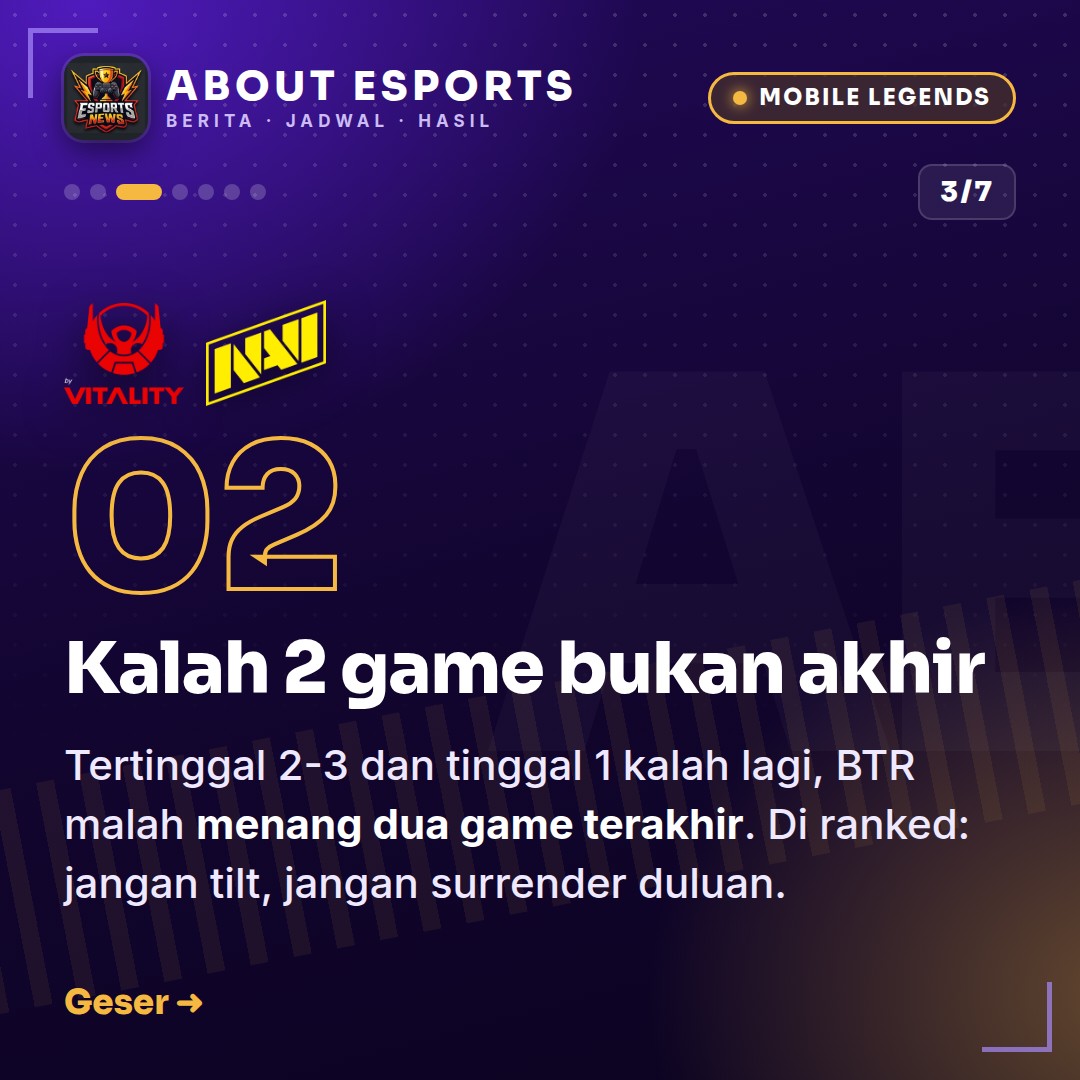 ESPORTS
NEWS
ABOUT ESPORTS
BERITA · JADWAL · HASIL
MOBILE LEGENDS
3/7
by
VITALITY
NAVI
02
Kalah 2 game bukan akhir
Tertinggal 2-3 dan tinggal 1 kalah lagi, BTR
malah menang dua game terakhir. Di ranked:
jangan tilt, jangan surrender duluan.
Geser ➜